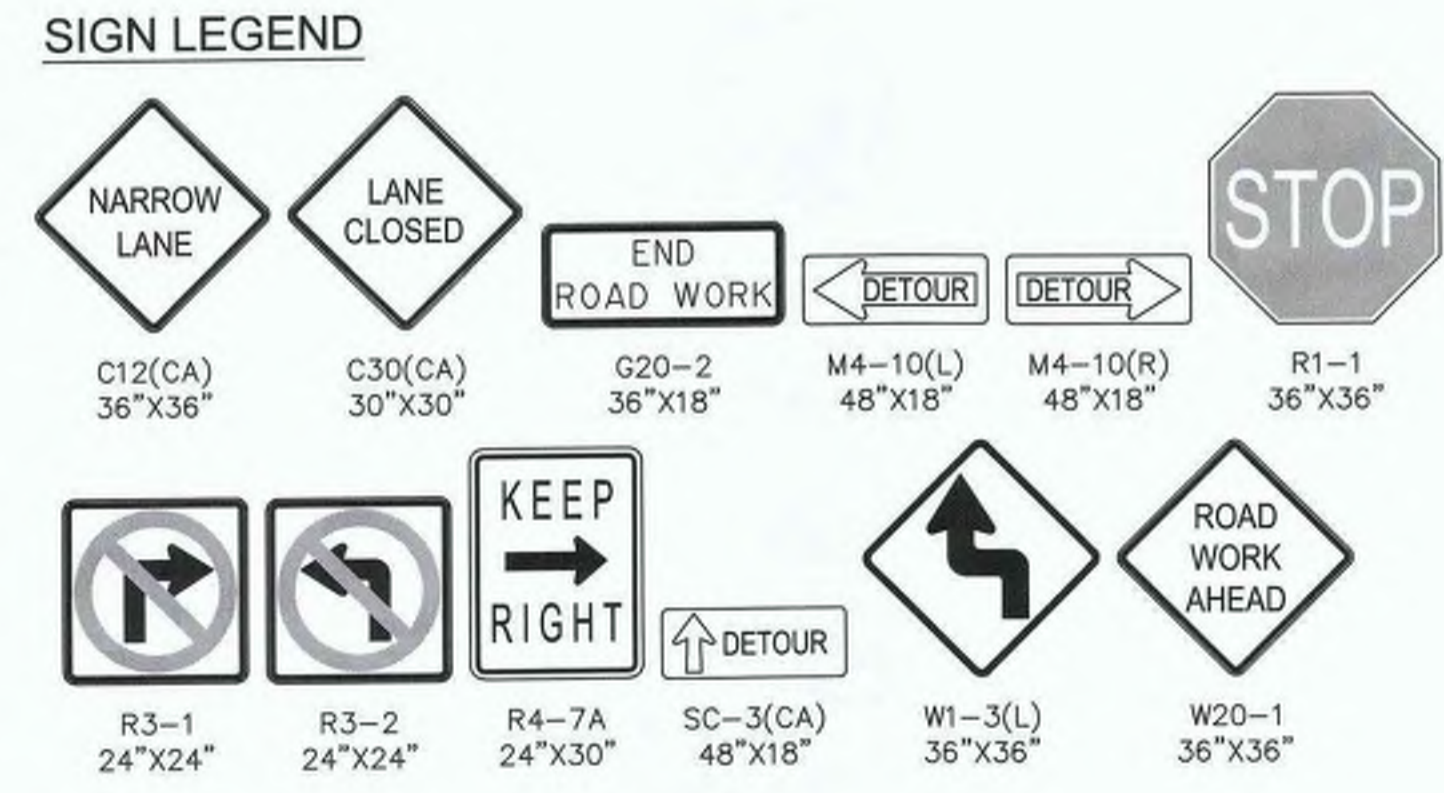 SIGN LEGEND
NARROW
LANE
C12(CA)
36"X36"
LANE
CLOSED
C30(CA)
30"X30"
END
ROAD WORK
G20-2
36"X18"
DETOUR
M4-10(L)
48"X18"
DETOUR
M4-10(R)
48"X18"
STOP
R1-1
36"X36"
R3-1
24"X24"
R3-2
24"X24"
KEEP
RIGHT
R4-7A
24"X30"
DETOUR
SC-3(CA)
48"X18"
W1-3(L)
36"X36"
ROAD
WORK
AHEAD
W20-1
36"X36"